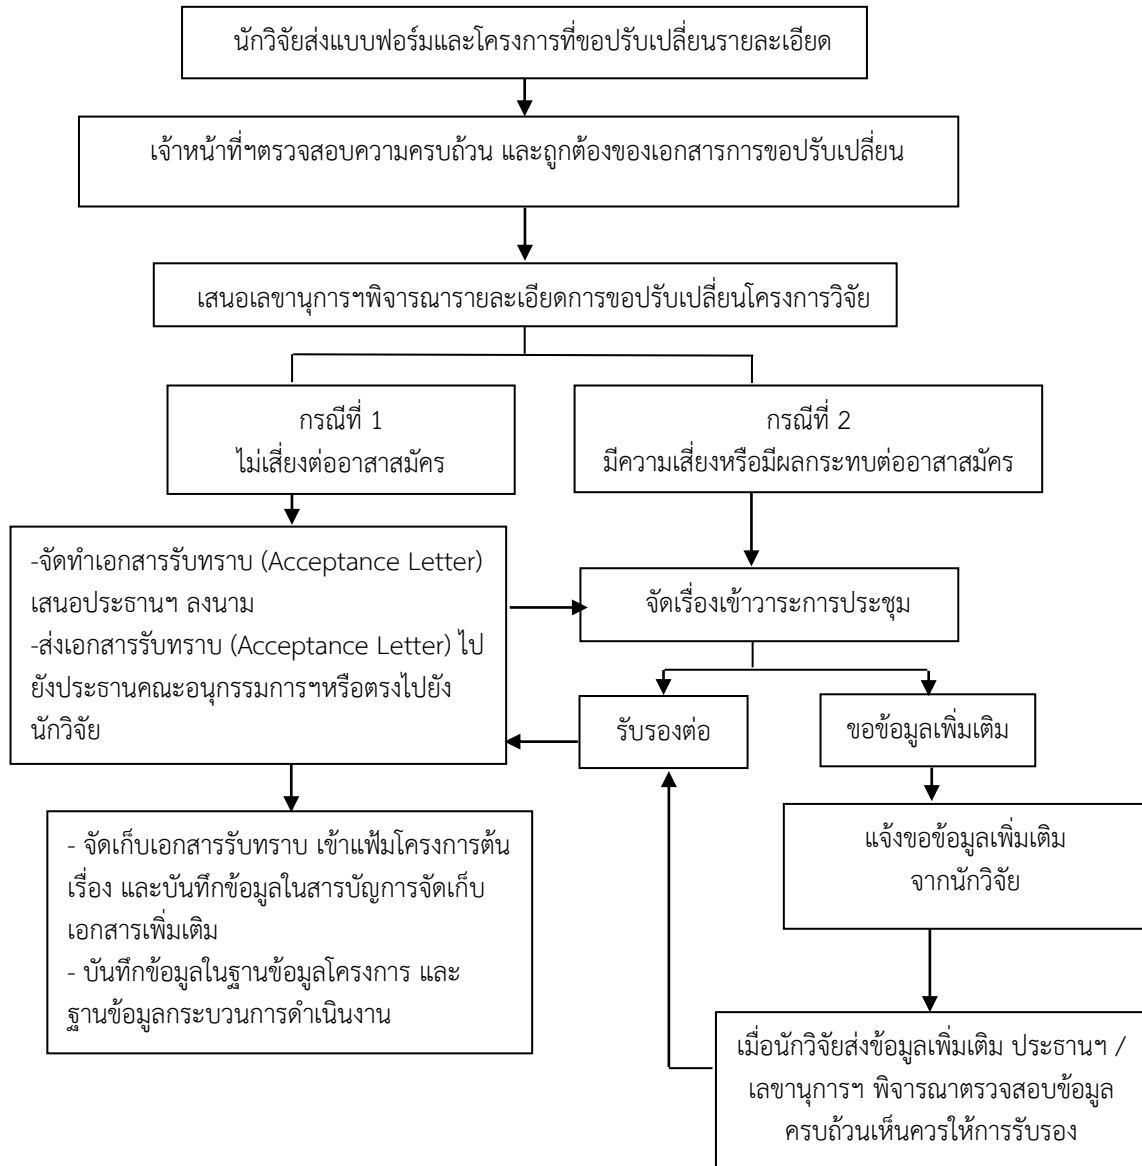 นักวิจัยส่งแบบฟอร์มและโครงการที่ขอปรับเปลี่ยนรายละเอียด
เจ้าหน้าที่ฯตรวจสอบความครบถ้วน และถูกต้องของเอกสารการขอปรับเปลี่ยน
เสนอเลขานุการฯพิจารณารายละเอียดการขอปรับเปลี่ยนโครงการวิจัย
กรณีที่ 1
ไม่เสี่ยงต่ออาสาสมัคร
กรณีที่ 2
มีความเสี่ยงหรือมีผลกระทบต่ออาสาสมัคร
-จัดทำเอกสารรับทราบ (Acceptance Letter)
เสนอประธานฯ ลงนาม
-ส่งเอกสารรับทราบ (Acceptance Letter) ไป
ยังประธานคณะอนุกรรมการฯหรือตรงไปยัง
นักวิจัย
จัดเรื่องเข้าวาระการประชุม
รับรองต่อ
ขอข้อมูลเพิ่มเติม
- จัดเก็บเอกสารรับทราบ เข้าแฟ้มโครงการต้น
เรื่อง และบันทึกข้อมูลในสารบัญการจัดเก็บ
เอกสารเพิ่มเติม
- บันทึกข้อมูลในฐานข้อมูลโครงการ และ
ฐานข้อมูลกระบวนการดำเนินงาน
แจ้งขอข้อมูลเพิ่มเติม
จากนักวิจัย
เมื่อนักวิจัยส่งข้อมูลเพิ่มเติม ประธานฯ /
เลขานุการฯ พิจารณาตรวจสอบข้อมูล
ครบถ้วนเห็นควรให้การรับรอง